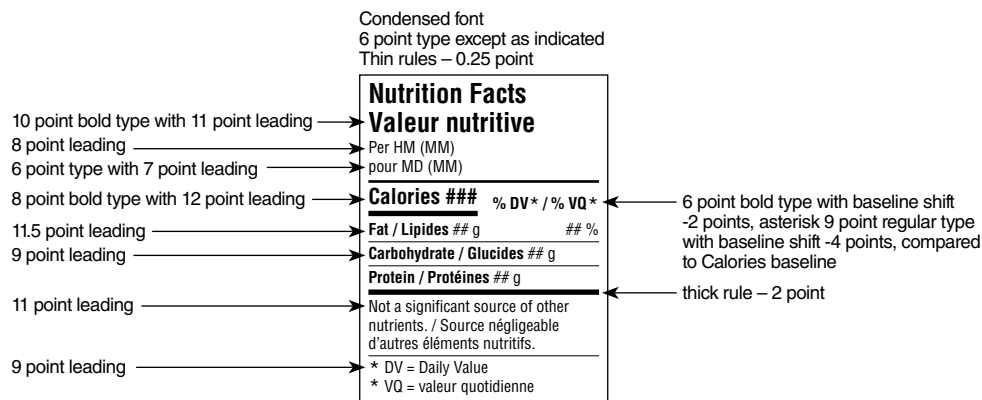 Condensed font
6 point type except as indicated
Thin rules – 0.25 point
Nutrition Facts
10 point bold type with 11 point leading
Valeur nutritive
8 point leading
Per HM (MM)
6 point type with 7 point leading
pour MD (MM)
8 point bold type with 12 point leading
Calories ###
% DV* / % VQ*
6 point bold type with baseline shift
-2 points, asterisk 9 point regular type
with baseline shift -4 points, compared
to Calories baseline
11.5 point leading
Fat / Lipides ## g ## %
9 point leading
Carbohydrate / Glucides ## g
Protein / Protéines ## g
thick rule – 2 point
11 point leading
Not a significant source of other
nutrients. / Source négligeable
d'autres éléments nutritifs.
9 point leading
* DV = Daily Value
* VQ = valeur quotidienne